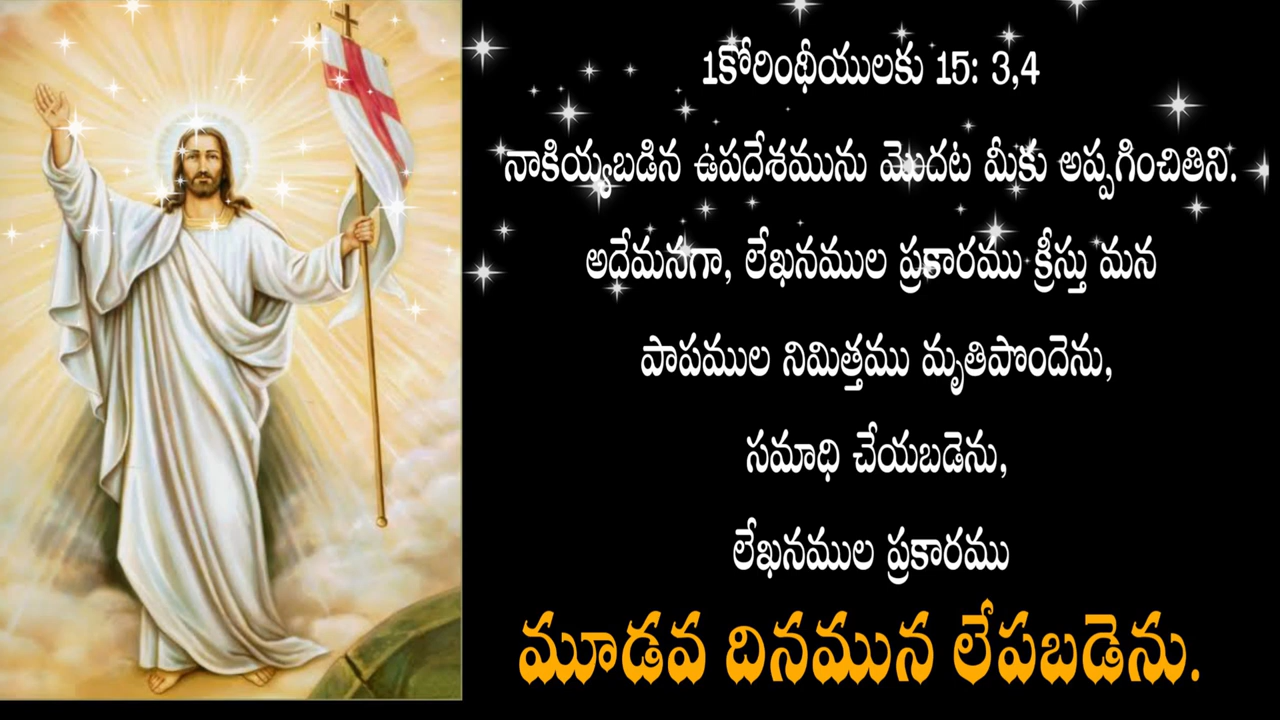 1కోరింథీయులకు 15: 3,4
నాకియ్యబడిన ఉపదేశమును మొదట మీకు అప్పగించితిని.
అదేమనగా, లేఖనముల ప్రకారము క్రీస్తు మన
పాపముల నిమిత్తము మృతిపొందెను,
సమాధి చేయబడెను,
లేఖనముల ప్రకారము
మూడవ దినమున లేపబడెను.